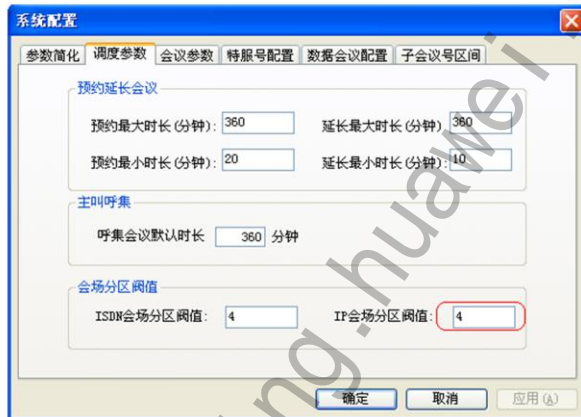 系统配置
参数简化 调度参数 会议参数 特服号配置 数据会议配置 子会议号区间
预约延长会议
预约最大时长(分钟): 360 延长最大时长(分钟) 360
预约最小时长(分钟): 20 延长最小时长(分钟): 10
主叫呼集
呼集会议默认时长 360 分钟
会场分区阀值
ISDN会场分区阀值: 4 IP会场分区阀值: 4
确定 取消 应用(A)
ng.huawei.